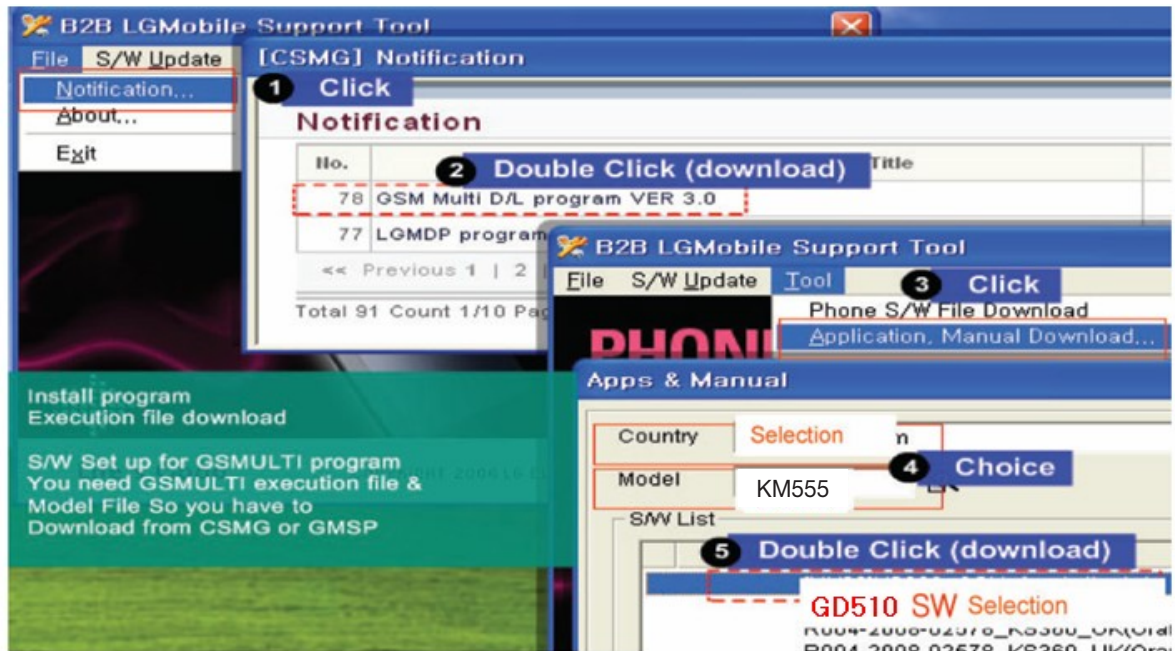 B2B LGMobile Support Tool
File S/W Update
Notification...
About...
Exit
[CSMG] Notification
1 Click
Notification
No. Title
2 Double Click (download)
78 GSM Multi D/L program VER 3.0
77 LGMDP program
<< Previous 1 | 2 |
Total 91 Count 1/10
B2B LGMobile Support Tool
File S/W Update Tool
3 Click
Phone S/W File Download
Application, Manual Download...
Apps & Manual
Country Selection
4 Choice
Model KM555
S/W List
5 Double Click (download)
GD510 SW Selection
Install program
Execution file download
S/W Set up for GSMULTI program
You need GSMULTI execution file &
Model File So you have to
Download from CSMG or GMSP